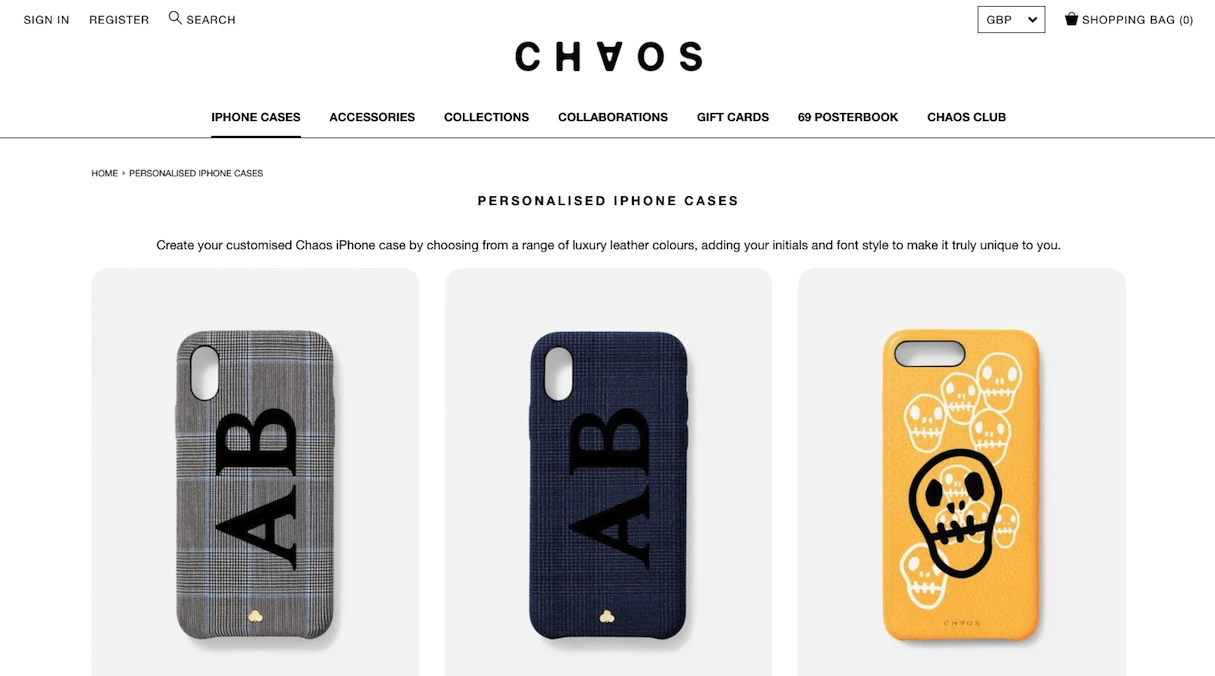 SIGN IN REGISTER SEARCH GBP SHOPPING BAG (0)
CHAOS
IPHONE CASES ACCESSORIES COLLECTIONS COLLABORATIONS GIFT CARDS 69 POSTERBOOK CHAOS CLUB
HOME › PERSONALISED IPHONE CASES
PERSONALISED IPHONE CASES
Create your customised Chaos iPhone case by choosing from a range of luxury leather colours, adding your initials and font style to make it truly unique to you.
AB
AB
CHAOS